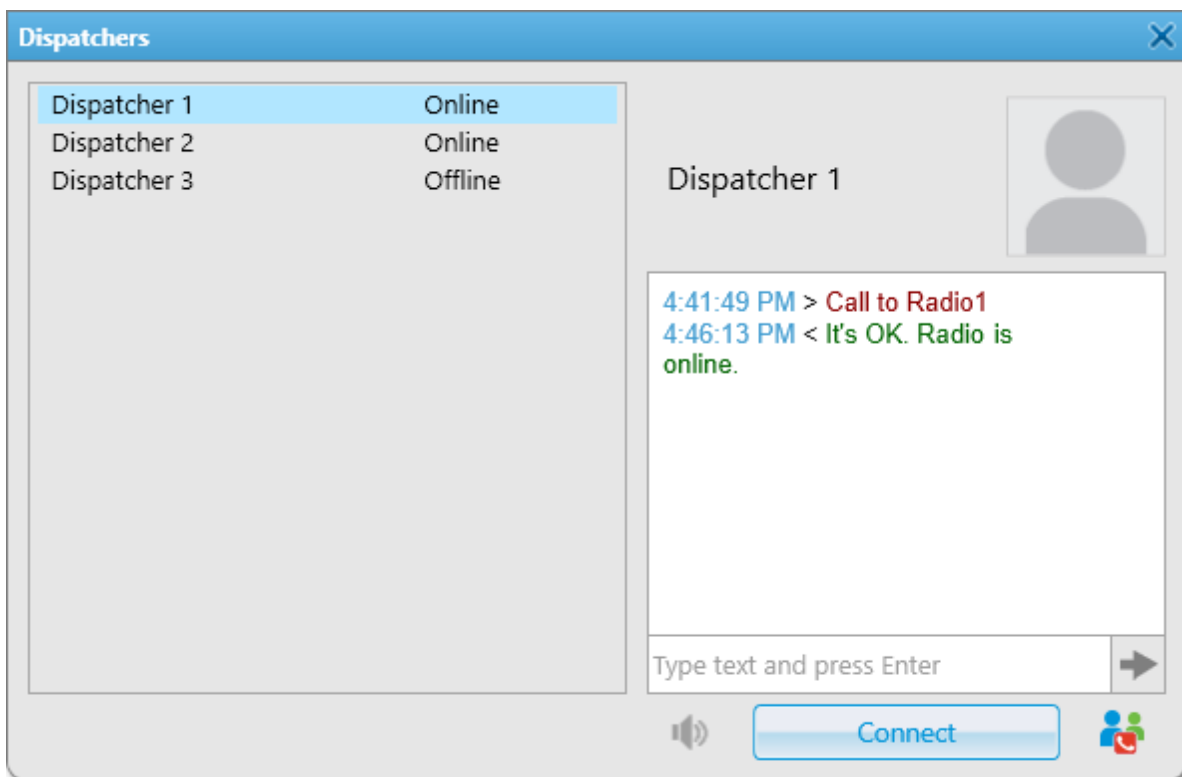 Dispatchers
Dispatcher 1 Online
Dispatcher 2 Online
Dispatcher 3 Offline
Dispatcher 1
4:41:49 PM > Call to Radio1
4:46:13 PM < It's OK. Radio is
online.
Type text and press Enter
Connect